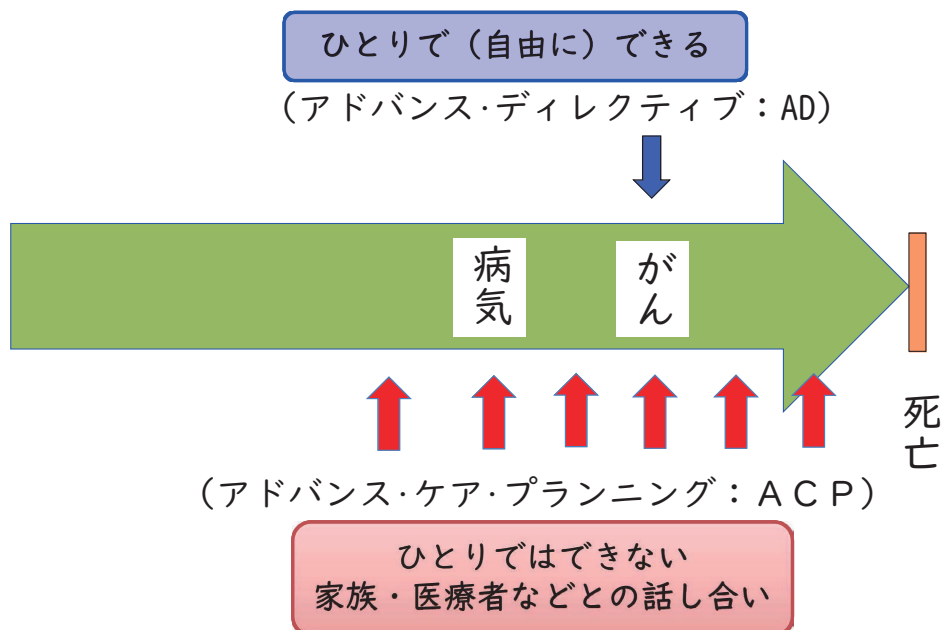 ひとりで（自由に）できる
（アドバンス・ディレクティブ：AD）
病気
がん
死亡
（アドバンス・ケア・プランニング：ＡＣＰ）
ひとりではできない
家族・医療者などとの話し合い